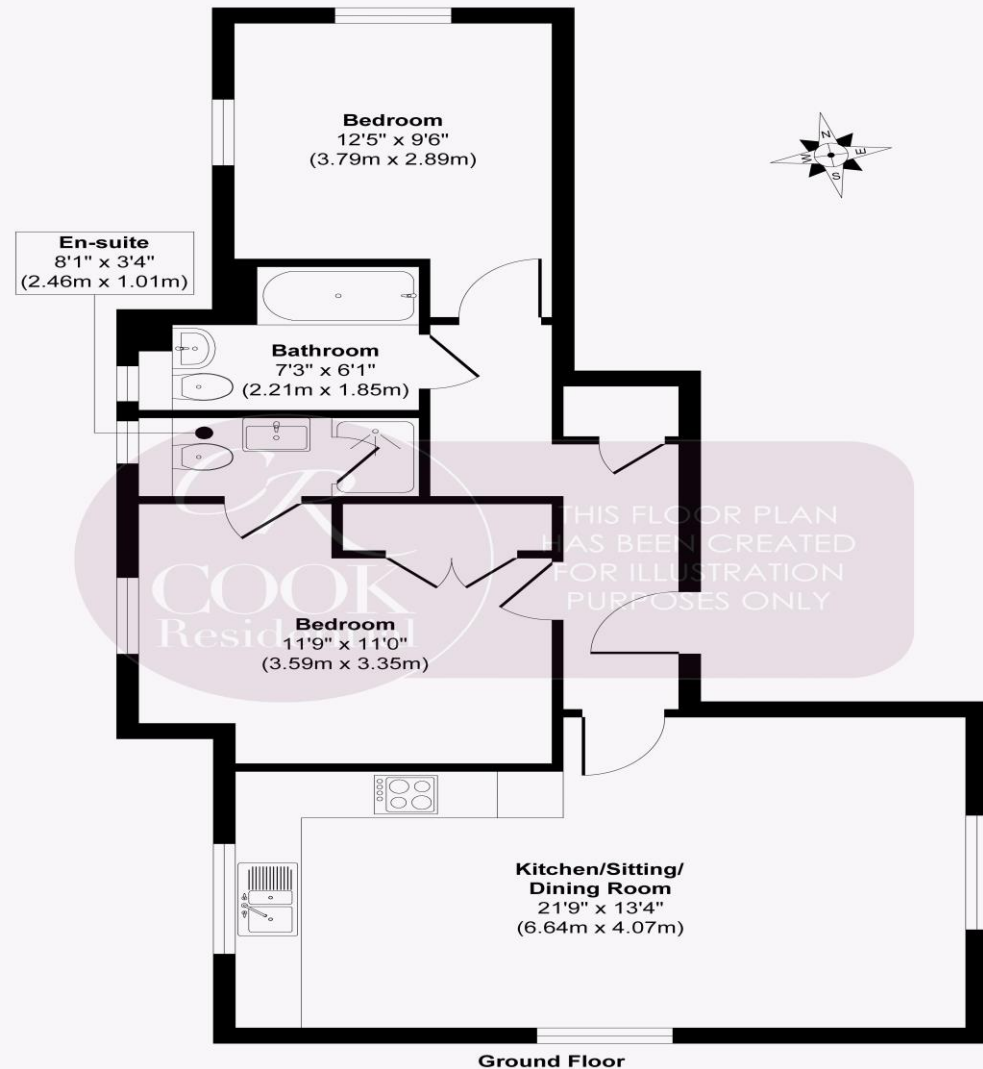 Bedroom
12'5" x 9'6"
(3.79m x 2.89m)
N
W
E
S
En-suite
8'1" x 3'4"
(2.46m x 1.01m)
Bathroom
7'3" x 6'1"
(2.21m x 1.85m)
CR
COOK
Residential
THIS FLOOR PLAN
HAS BEEN CREATED
FOR ILLUSTRATION
PURPOSES ONLY
Bedroom
11'9" x 11'0"
(3.59m x 3.35m)
Kitchen/Sitting/
Dining Room
21'9" x 13'4"
(6.64m x 4.07m)
Ground Floor